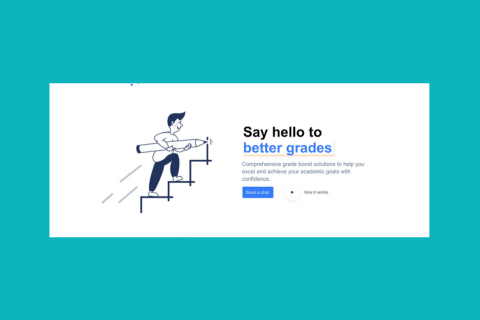 Say hello to
better grades
Comprehensive grade boost solutions to help you
excel and achieve your academic goals with
confidence.
Book a chat
How it works